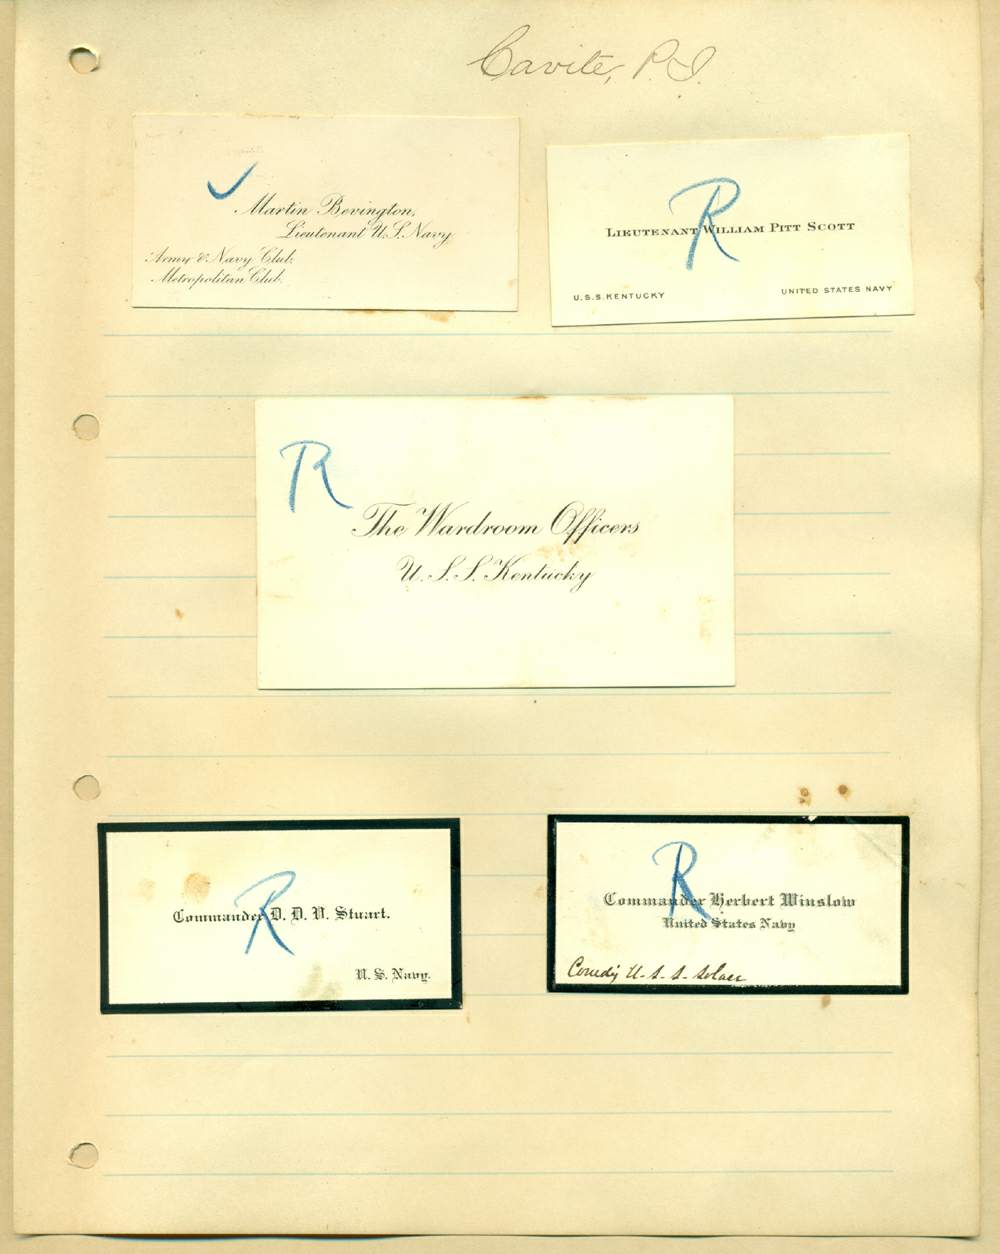 Cavite, P.I.
✓
Martin Bevington,
Lieutenant U.S. Navy
Army & Navy Club.
Metropolitan Club.
R
Lieutenant William Pitt Scott
U.S.S. Kentucky
United States Navy
R
The Wardroom Officers
U.S.S. Kentucky
R
Commander D. D. V. Stuart.
U. S. Navy.
R
Commander Herbert Winslow
United States Navy
Comdg U.S.S. Solace